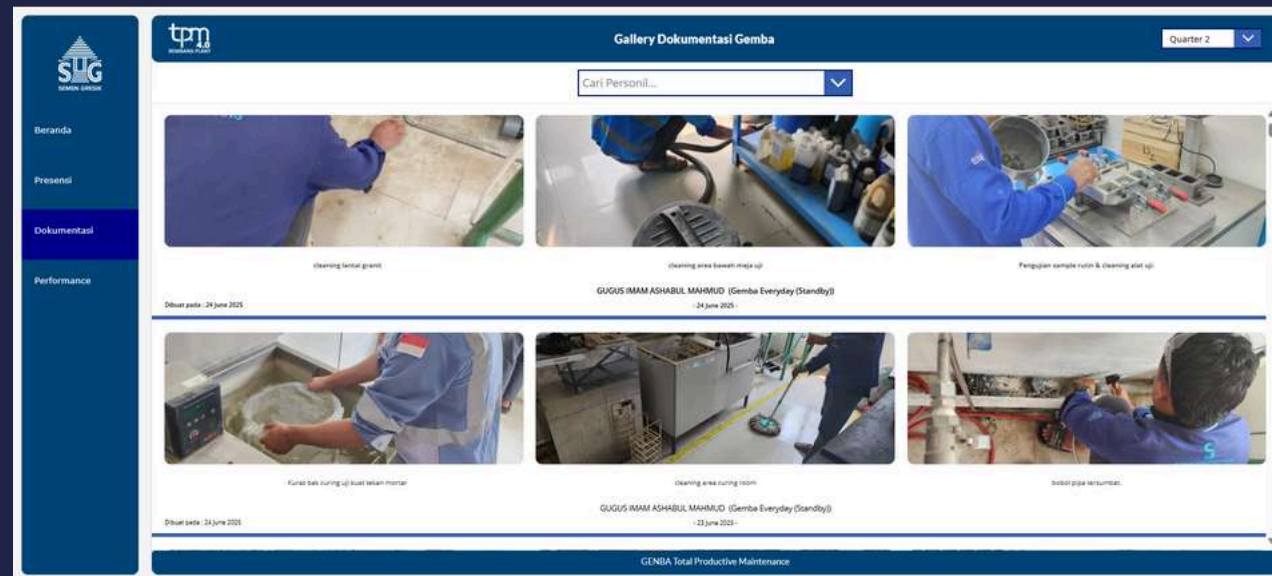 SIIG
SEMEN GRESIK
Beranda
Presensi
Dokumentasi
Performance
tpm
4.0
REMBANG PLANT
Gallery Dokumentasi Gemba
Quarter 2
Cari Personil...
cleaning lantai granit
cleaning area bawah meja uji
Pengujian sample rutin & cleaning alat uji.
GUGUS IMAM ASHABUL MAHMUD (Gemba Everyday (Standby))
Dibuat pada : 24 June 2025
- 24 June 2025 -
Kuras bak curing uji kuat tekan mortar
cleaning area curing room
bobol pipa tersumbat.
GUGUS IMAM ASHABUL MAHMUD (Gemba Everyday (Standby))
Dibuat pada : 24 June 2025
- 23 June 2025 -
GENBA Total Productive Maintenance